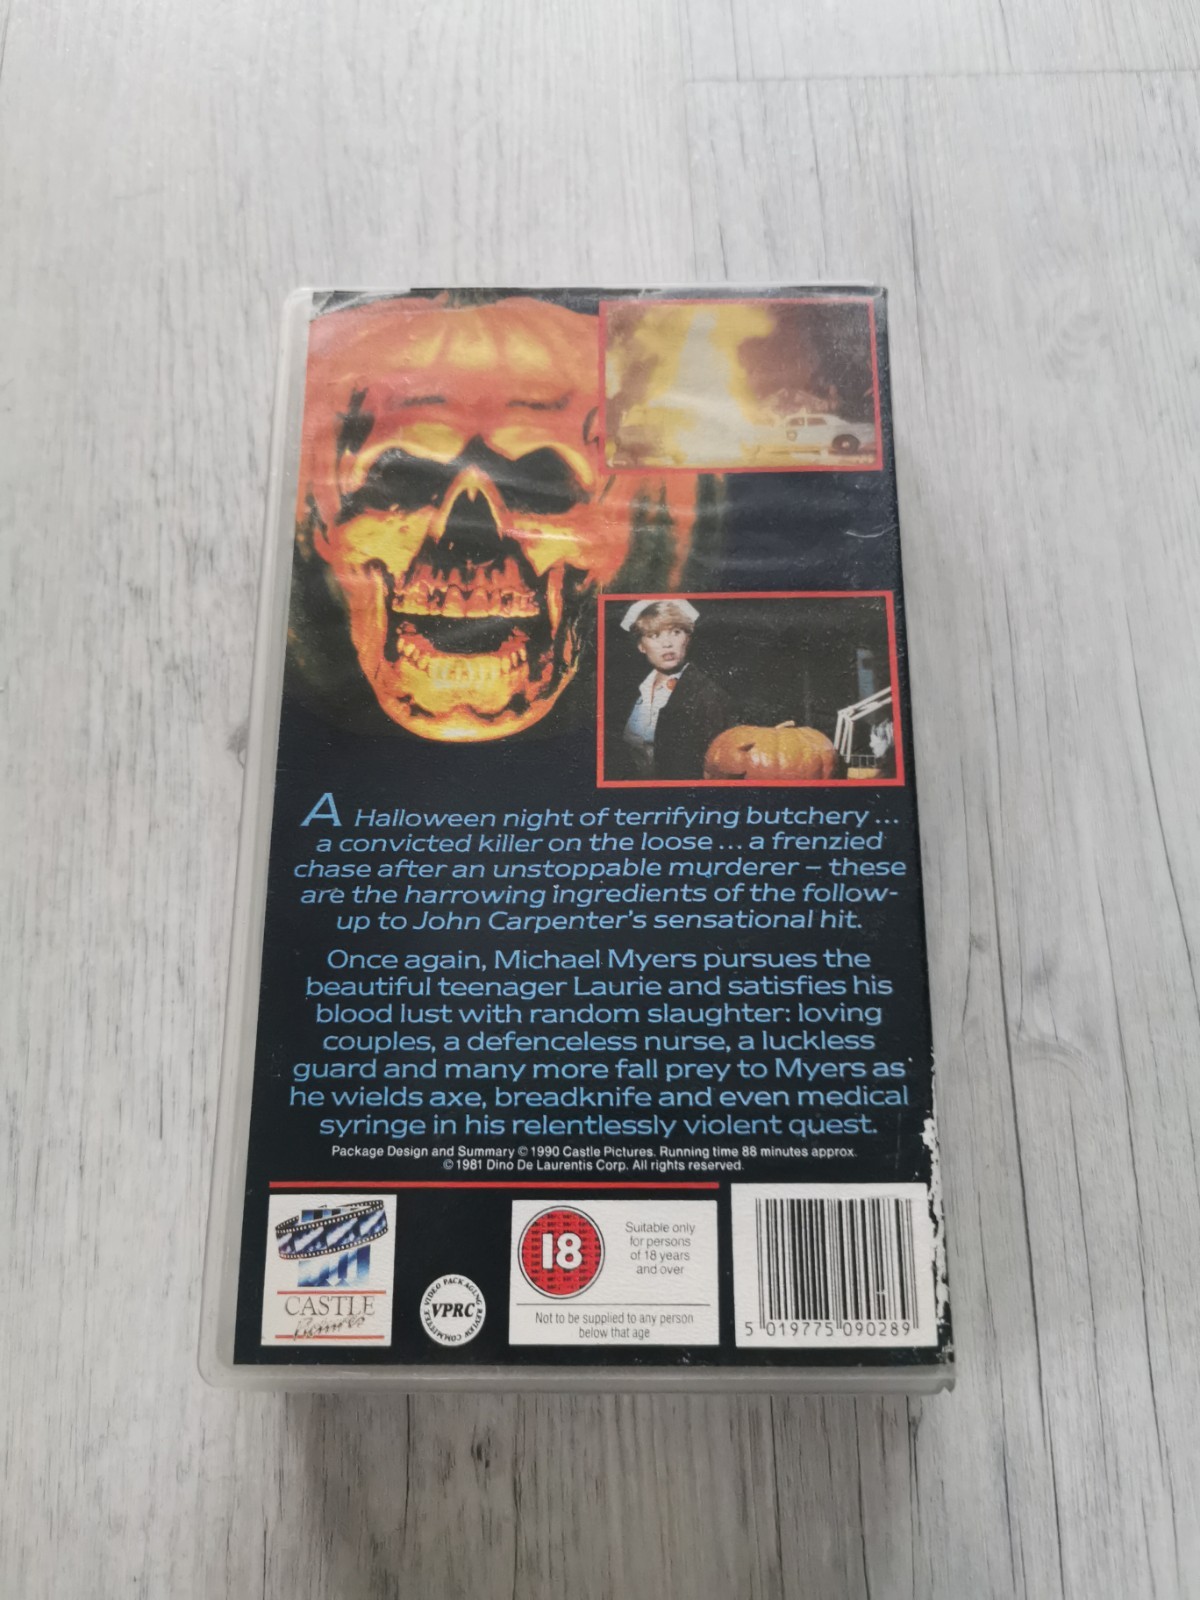 A Halloween night of terrifying butchery ...
a convicted killer on the loose ... a frenzied
chase after an unstoppable murderer – these
are the harrowing ingredients of the follow-
up to John Carpenter's sensational hit.
Once again, Michael Myers pursues the
beautiful teenager Laurie and satisfies his
blood lust with random slaughter: loving
couples, a defenceless nurse, a luckless
guard and many more fall prey to Myers as
he wields axe, breadknife and even medical
syringe in his relentlessly violent quest.
Package Design and Summary © 1990 Castle Pictures. Running time 88 minutes approx.
© 1981 Dino De Laurentis Corp. All rights reserved.
CASTLE
Pictures
VIDEO PACKAGING REVIEW COMMITTEE
VPRC
18
Suitable only
for persons
of 18 years
and over
Not to be supplied to any person
below that age
5 019775 090289